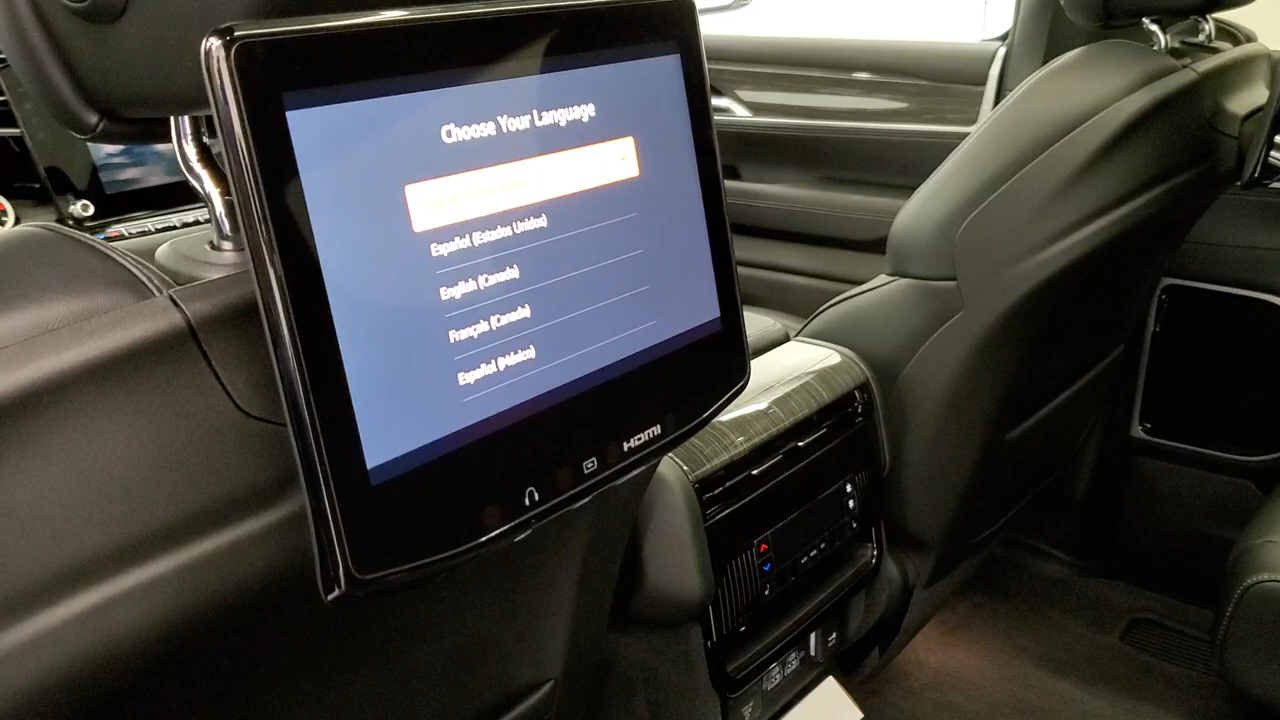 Choose Your Language
Español (Estados Unidos)
English (Canada)
Français (Canada)
Español (México)
HDMI